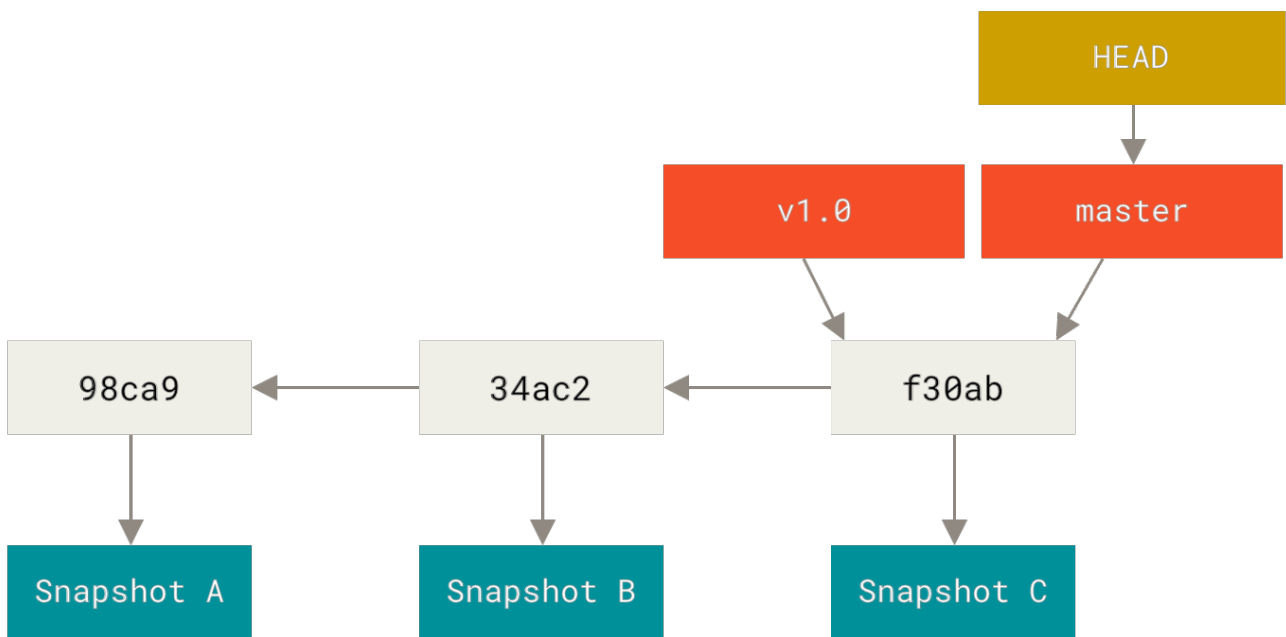 HEAD
v1.0
master
98ca9
34ac2
f30ab
Snapshot A
Snapshot B
Snapshot C